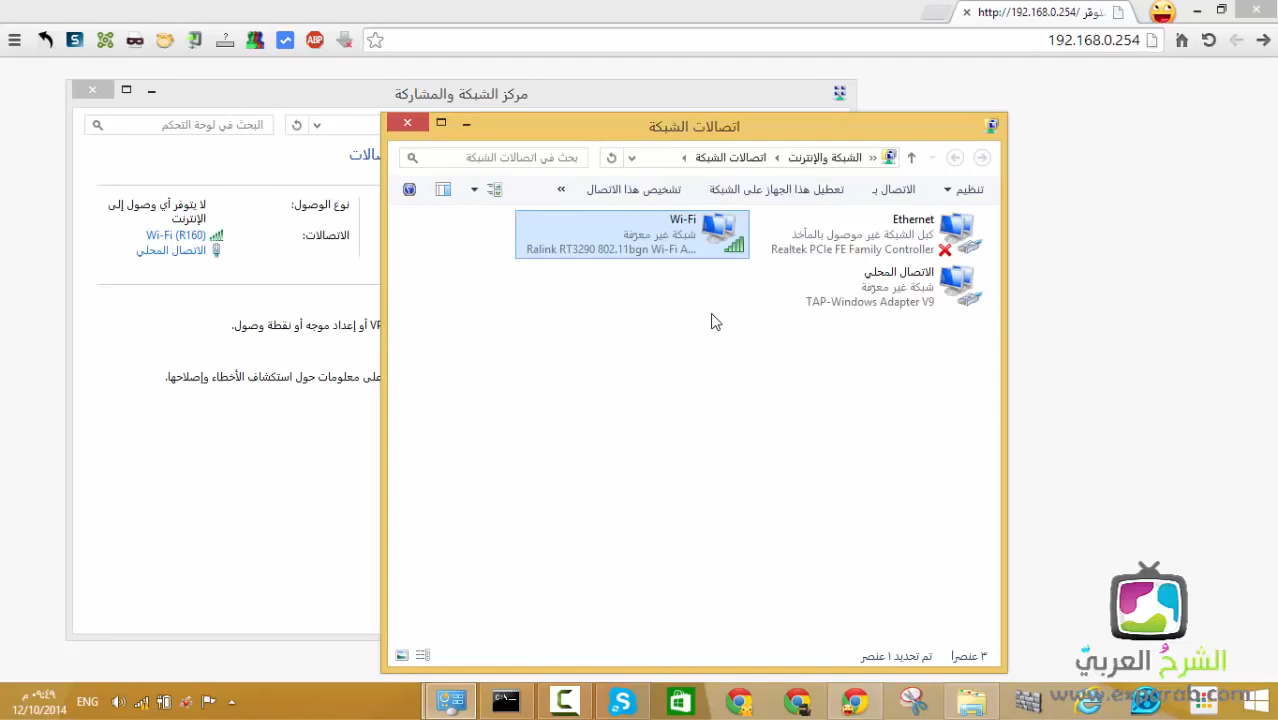 http://192.168.0.254/ متوفر
192.168.0.254
مركز الشبكة والمشاركة
البحث في لوحة التحكم
نوع الوصول:
لا يتوفر أي وصول إلى الإنترنت
الاتصالات:
Wi-Fi (R160)
الاتصال المحلي
أو إعداد موجه أو نقطة وصول.
على معلومات حول استكشاف الأخطاء وإصلاحها.
اتصالات الشبكة
الشبكة والإنترنت
اتصالات الشبكة
بحث في اتصالات الشبكة
تنظيم
الاتصال بـ
تعطيل هذا الجهاز على الشبكة
تشخيص هذا الاتصال
»
Ethernet
كبل الشبكة غير موصول بالمأخذ
Realtek PCIe FE Family Controller
Wi-Fi
شبكة غير معرفة
Ralink RT3290 802.11bgn Wi-Fi A...
الاتصال المحلي
شبكة غير معرفة
TAP-Windows Adapter V9
٣ عنصرا
تم تحديد ١ عنصر
الشرحُ العربيّ
ENG
٠٩:٤٩ م
12/10/2014